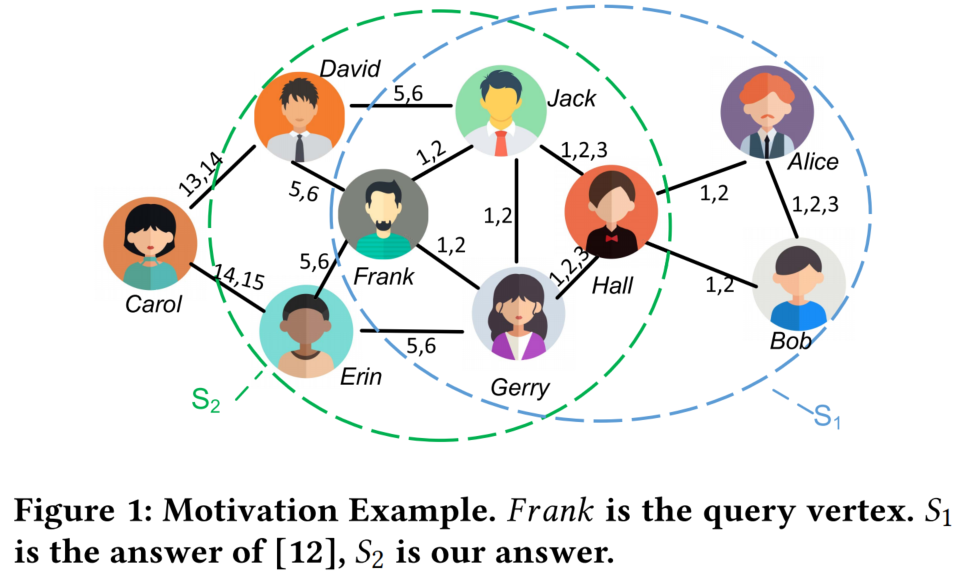 David
5,6
Jack
13,14
5,6
1,2
1,2,3
Alice
1,2
1,2
1,2,3
5,6
Frank
1,2
1,2,3
Hall
14,15
Carol
1,2
5,6
Bob
Erin
Gerry
S2
S1
Figure 1: Motivation Example. Frank is the query vertex. S1
is the answer of [12], S2 is our answer.